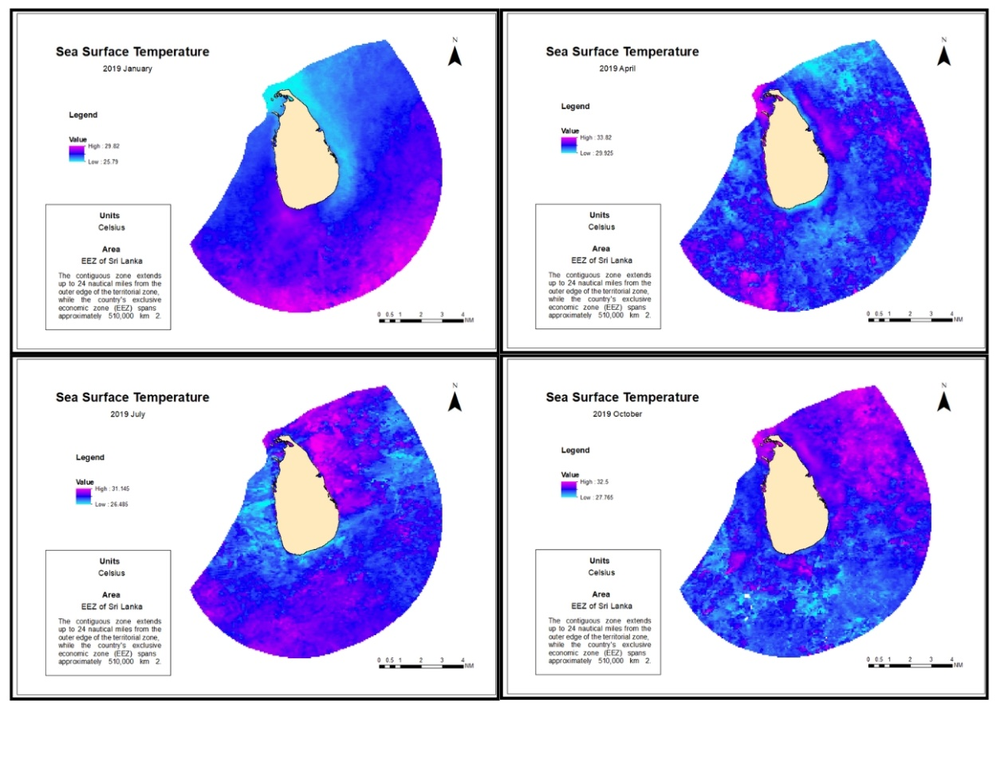 N
Sea Surface Temperature
2019 January
Legend
Value
High : 29.82
Low : 25.79
Units
Celsius
Area
EEZ of Sri Lanka
The contiguous zone extends
up to 24 nautical miles from the
outer edge of the territorial zone,
while the country's exclusive
economic zone (EEZ) spans
approximately 510,000 km 2.
0 0.5 1 2 3 4
NM
N
Sea Surface Temperature
2019 April
Legend
Value
High : 33.82
Low : 29.925
Units
Celsius
Area
EEZ of Sri Lanka
The contiguous zone extends
up to 24 nautical miles from the
outer edge of the territorial zone,
while the country's exclusive
economic zone (EEZ) spans
approximately 510,000 km 2.
0 0.5 1 2 3 4
NM
N
Sea Surface Temperature
2019 July
Legend
Value
High : 31.145
Low : 26.485
Units
Celsius
Area
EEZ of Sri Lanka
The contiguous zone extends
up to 24 nautical miles from the
outer edge of the territorial zone,
while the country's exclusive
economic zone (EEZ) spans
approximately 510,000 km 2.
0 0.5 1 2 3 4
NM
N
Sea Surface Temperature
2019 October
Legend
Value
High : 32.5
Low : 27.765
Units
Celsius
Area
EEZ of Sri Lanka
The contiguous zone extends
up to 24 nautical miles from the
outer edge of the territorial zone,
while the country's exclusive
economic zone (EEZ) spans
approximately 510,000 km 2.
0 0.5 1 2 3 4
NM